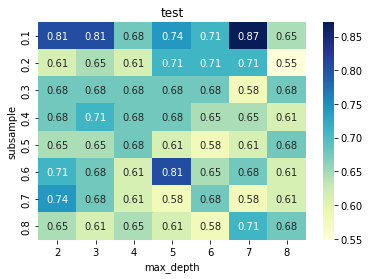 test
0.1 0.81 0.81 0.68 0.74 0.71 0.87 0.65
0.2 0.61 0.65 0.61 0.71 0.71 0.71 0.55
0.3 0.68 0.68 0.68 0.68 0.68 0.58 0.68
0.4 0.68 0.71 0.68 0.68 0.65 0.65 0.61
0.5 0.65 0.65 0.68 0.61 0.58 0.61 0.68
0.6 0.71 0.68 0.61 0.81 0.65 0.68 0.61
0.7 0.74 0.68 0.61 0.58 0.68 0.58 0.61
0.8 0.65 0.61 0.65 0.61 0.58 0.71 0.68
2 3 4 5 6 7 8
max_depth
subsample
0.85
0.80
0.75
0.70
0.65
0.60
0.55